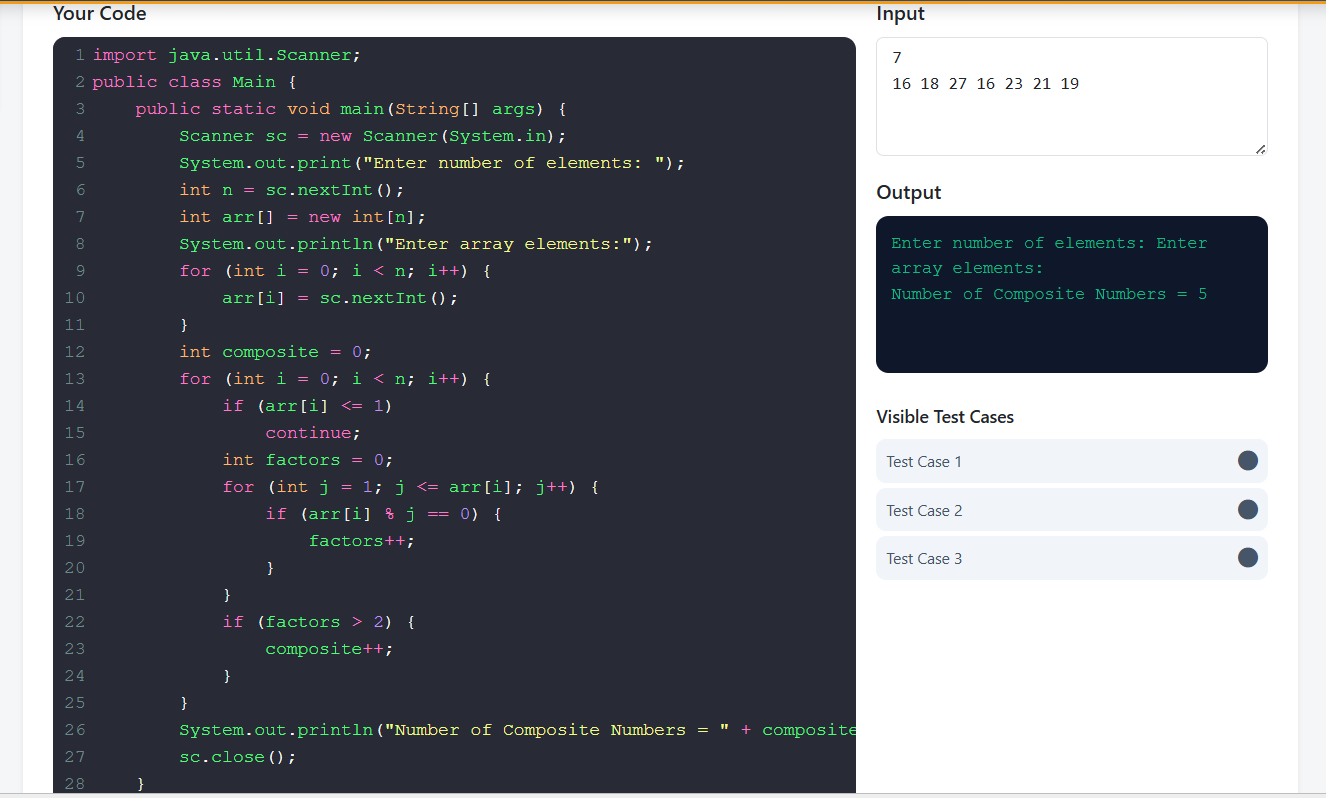 Your Code
1 import java.util.Scanner;
2 public class Main {
3     public static void main(String[] args) {
4         Scanner sc = new Scanner(System.in);
5         System.out.print("Enter number of elements: ");
6         int n = sc.nextInt();
7         int arr[] = new int[n];
8         System.out.println("Enter array elements:");
9         for (int i = 0; i < n; i++) {
10             arr[i] = sc.nextInt();
11         }
12         int composite = 0;
13         for (int i = 0; i < n; i++) {
14             if (arr[i] <= 1)
15                 continue;
16             int factors = 0;
17             for (int j = 1; j <= arr[i]; j++) {
18                 if (arr[i] % j == 0) {
19                     factors++;
20                 }
21             }
22             if (factors > 2) {
23                 composite++;
24             }
25         }
26         System.out.println("Number of Composite Numbers = " + composite
27         sc.close();
28     }
Input
7
16 18 27 16 23 21 19
Output
Enter number of elements: Enter
array elements:
Number of Composite Numbers = 5
Visible Test Cases
Test Case 1
Test Case 2
Test Case 3